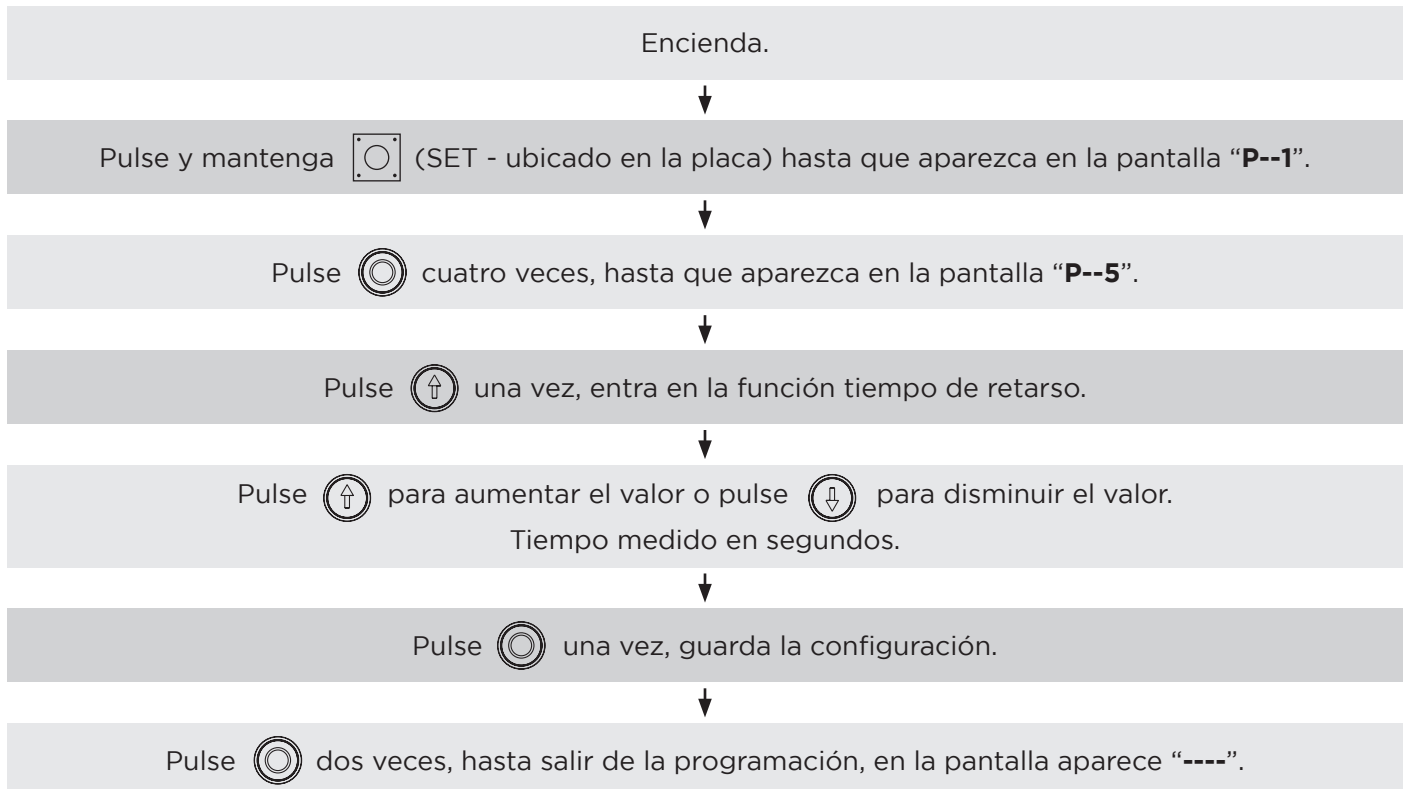 Encienda.
Pulse y mantenga (SET - ubicado en la placa) hasta que aparezca en la pantalla “P--1”.
Pulse cuatro veces, hasta que aparezca en la pantalla “P--5”.
Pulse una vez, entra en la función tiempo de retarso.
Pulse para aumentar el valor o pulse para disminuir el valor.
Tiempo medido en segundos.
Pulse una vez, guarda la configuración.
Pulse dos veces, hasta salir de la programación, en la pantalla aparece “----”.